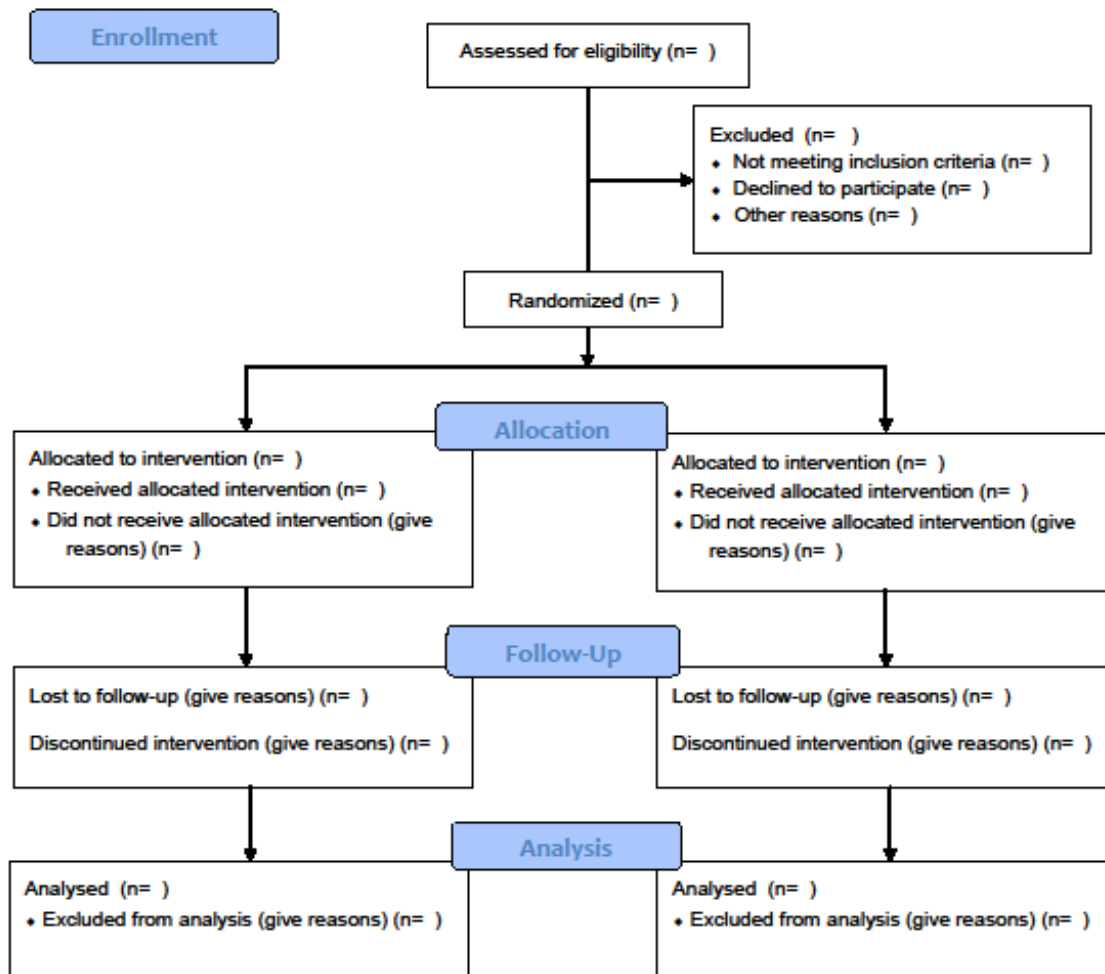 Enrollment
Assessed for eligibility (n=  )
Excluded  (n=   )
⬥ Not meeting inclusion criteria (n=  )
⬥ Declined to participate (n=  )
⬥ Other reasons (n=  )
Randomized (n=  )
Allocation
Allocated to intervention (n=  )
⬥ Received allocated intervention (n=  )
⬥ Did not receive allocated intervention (give
reasons) (n=  )
Allocated to intervention (n=  )
⬥ Received allocated intervention (n=  )
⬥ Did not receive allocated intervention (give
reasons) (n=  )
Follow-Up
Lost to follow-up (give reasons) (n=  )
Discontinued intervention (give reasons) (n=  )
Lost to follow-up (give reasons) (n=  )
Discontinued intervention (give reasons) (n=  )
Analysis
Analysed  (n=  )
⬥ Excluded from analysis (give reasons) (n=  )
Analysed  (n=  )
⬥ Excluded from analysis (give reasons) (n=  )